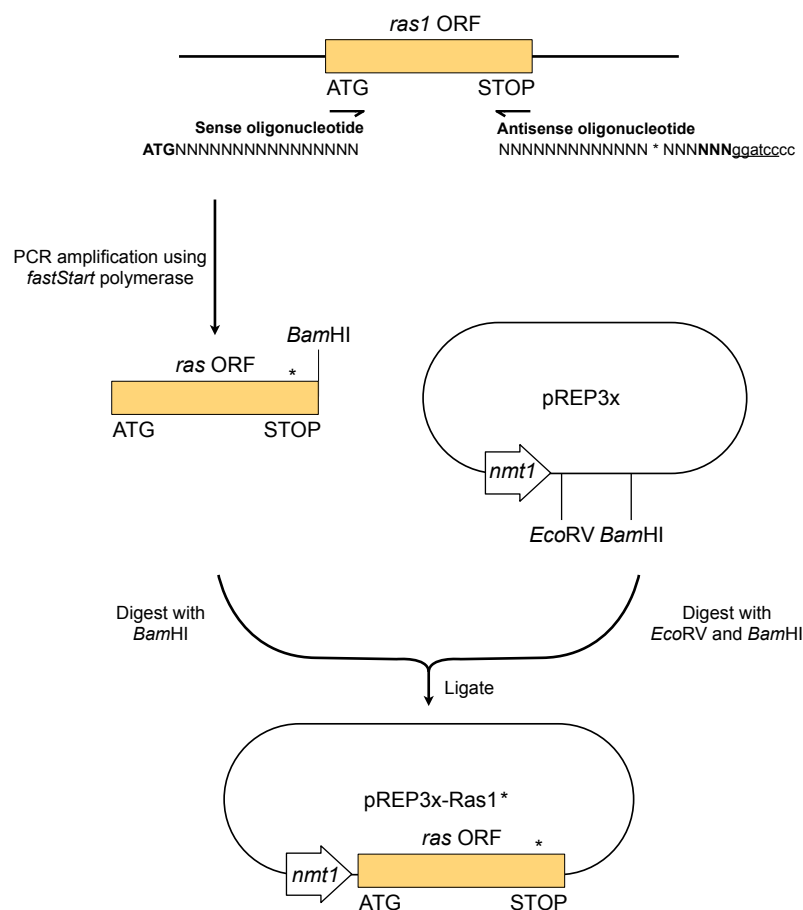 ras1 ORF
ATG STOP
Sense oligonucleotide
ATGNNNNNNNNNNNNNNNN
Antisense oligonucleotide
NNNNNNNNNNNNN * NNNNNNggatcccc
PCR amplification using
fastStart polymerase
BamHI
ras ORF
*
ATG STOP
pREP3x
nmt1
EcoRV BamHI
Digest with
BamHI
Digest with
EcoRV and BamHI
Ligate
pREP3x-Ras1*
ras ORF
*
nmt1
ATG STOP